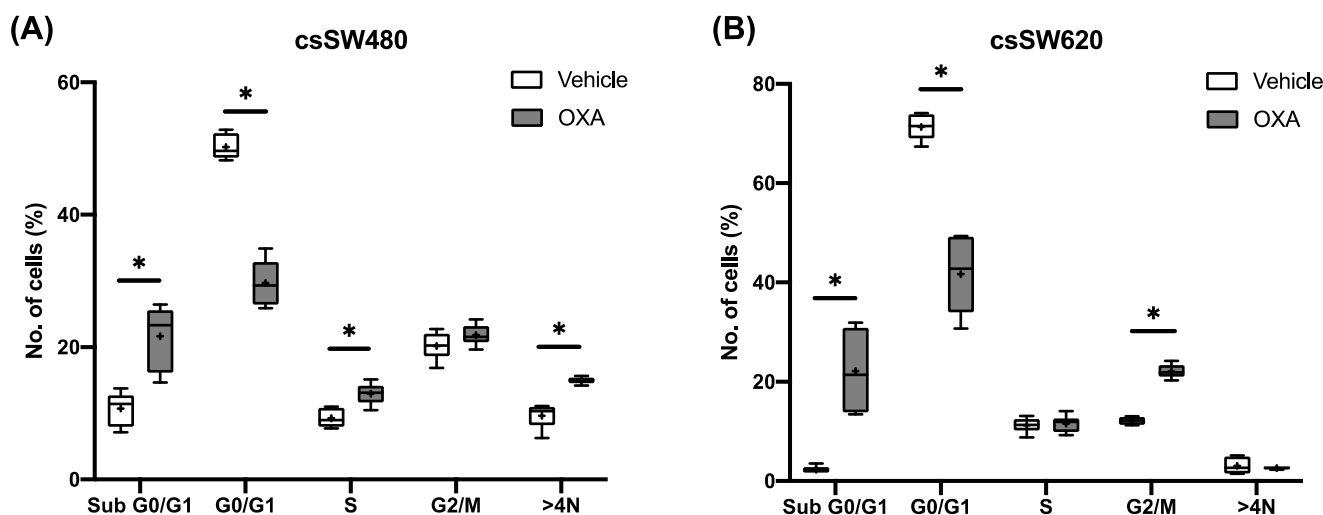 (A)
csSW480
Vehicle
OXA
No. of cells (%)
60
40
20
0
*
*
*
*
Sub G0/G1 G0/G1 S G2/M >4N
(B)
csSW620
Vehicle
OXA
No. of cells (%)
80
60
40
20
0
*
*
*
Sub G0/G1 G0/G1 S G2/M >4N